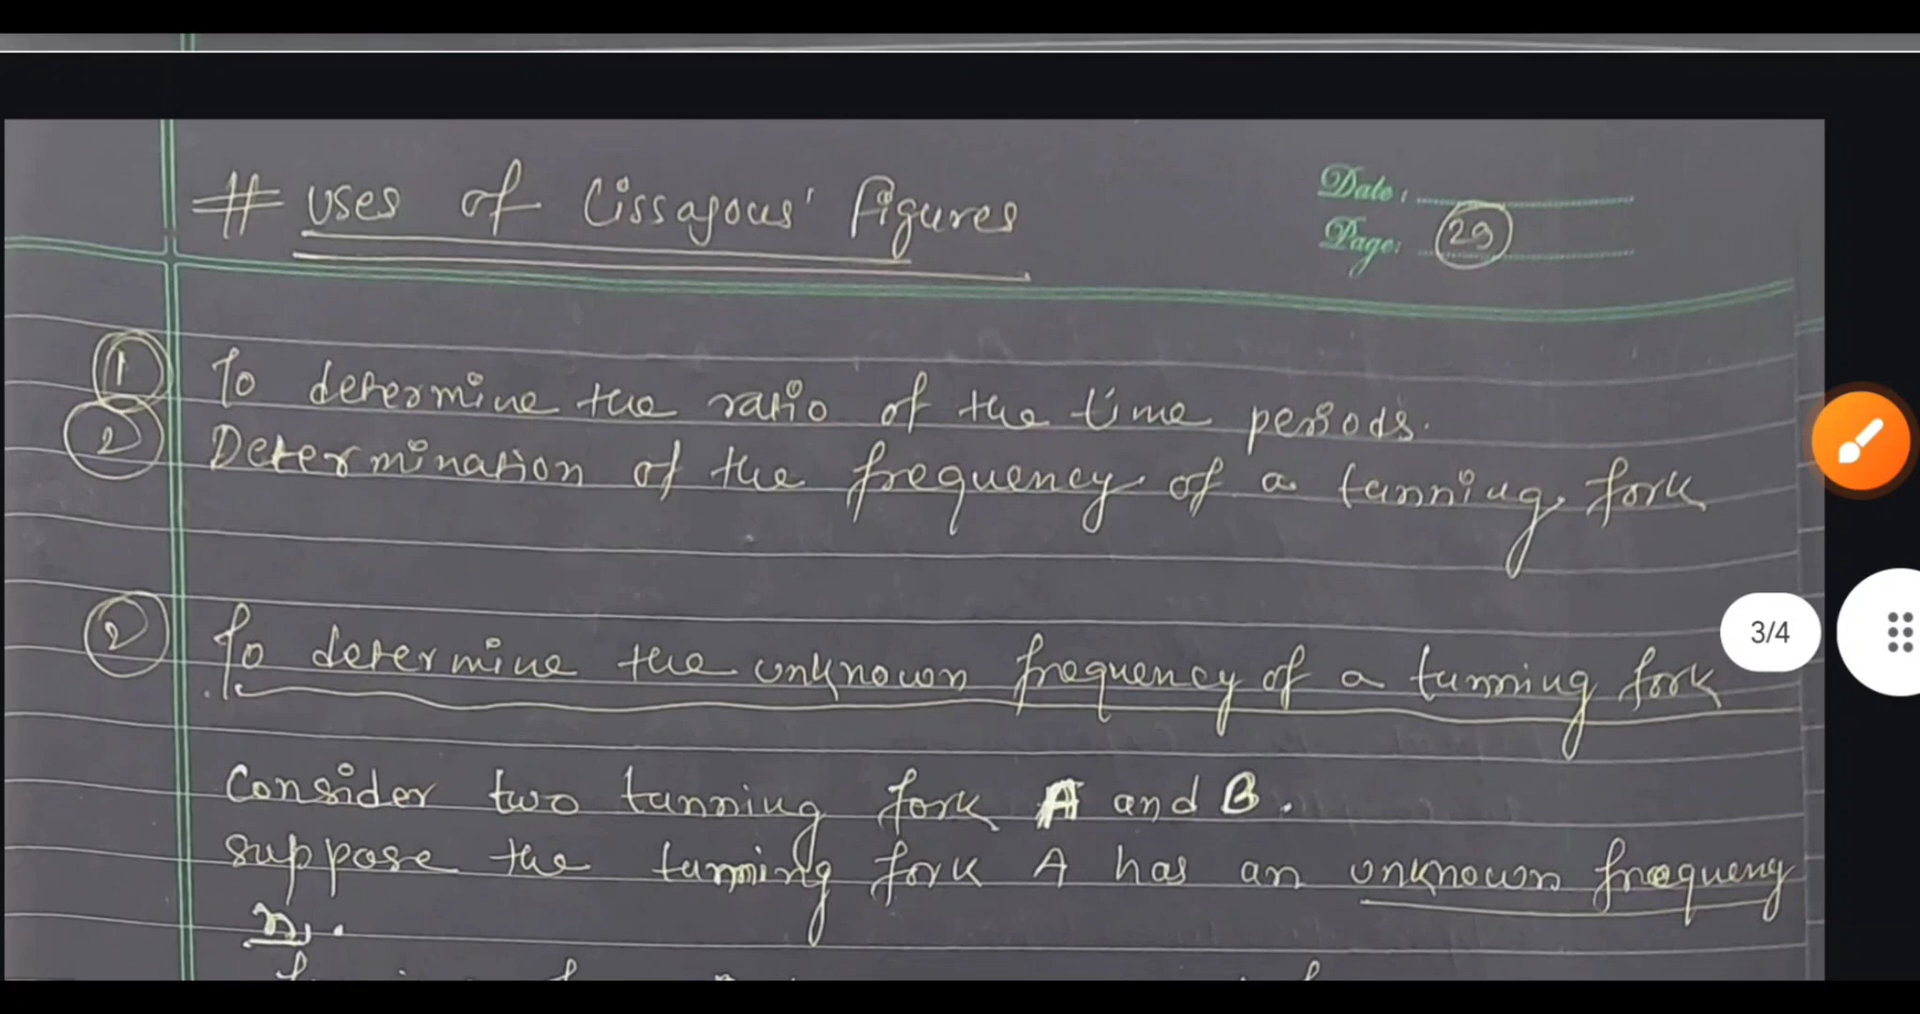 # Uses of Lissajous' figures
Date:
Page: 29
① To determine the ratio of the time periods.
② Determination of the frequency of a tunning fork
② To determine the unknown frequency of a tunning fork
Consider two tunning fork A and B.
suppose the tunning fork A has an unknown frequency
n₁.
3/4